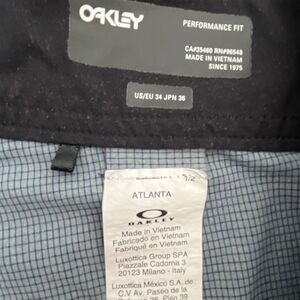 OAKLEY
PERFORMANCE FIT
CA#35460 RN#96548
MADE IN VIETNAM
SINCE 1975
US/EU 34 JPN 36
ATLANTA
OAKLEY
Made in Vietnam
Fabricado en Vietnam
Fabriqué en Vietnam
Luxottica Group SPA
Piazzale Cadorna 3
20123 Milano - Italy
Luxottica México S.A. de
C.V Av. Paseo de